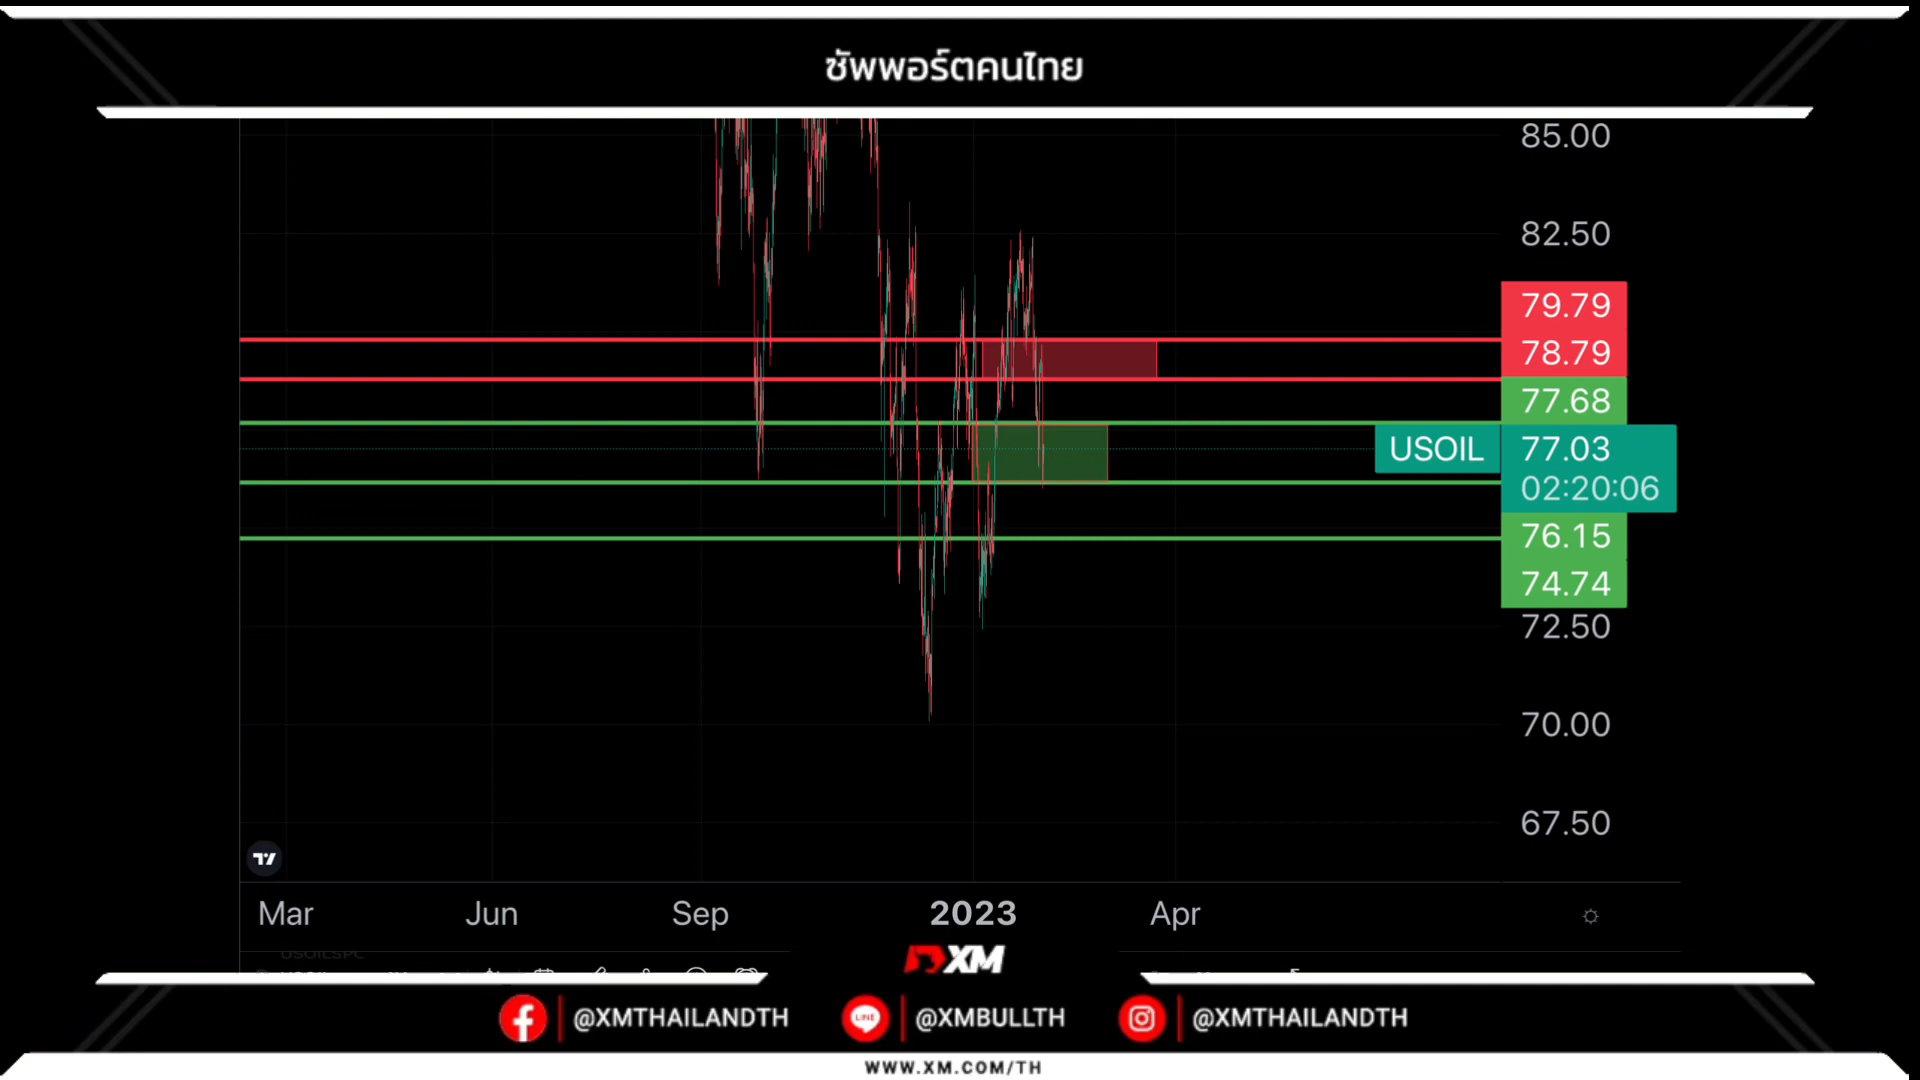 ซัพพอร์ตคนไทย
85.00
82.50
79.79
78.79
77.68
USOIL 77.03
02:20:06
76.15
74.74
72.50
70.00
67.50
Mar Jun Sep 2023 Apr
USOILSPC
XM
@XMTHAILANDTH LINE @XMBULLTH @XMTHAILANDTH
WWW.XM.COM/TH